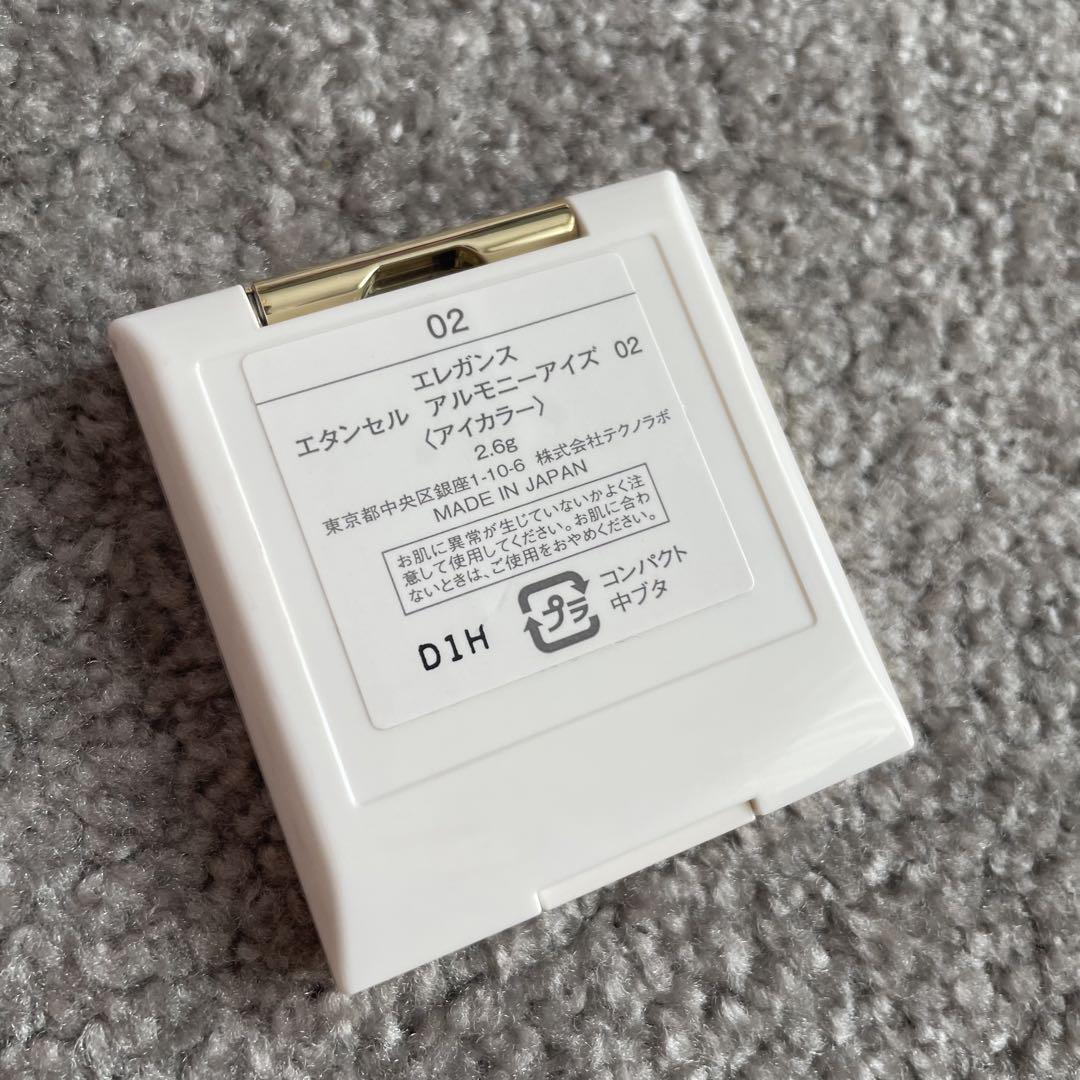 02
エレガンス
エタンセル アルモニーアイズ 02
〈アイカラー〉
2.6g
東京都中央区銀座1-10-6 株式会社テクノラボ
MADE IN JAPAN
お肌に異常が生じていないかよく注
意して使用してください。お肌に合わ
ないときは、ご使用をおやめください。
プラ
コンパクト
中ブタ
D1H